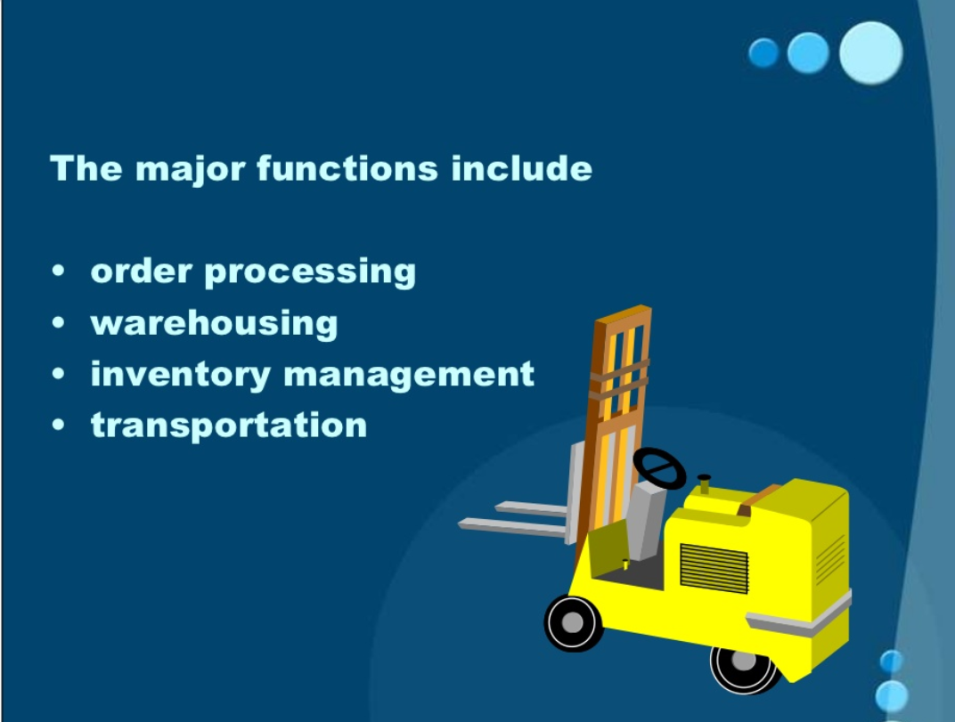 The major functions include
• order processing
• warehousing
• inventory management
• transportation